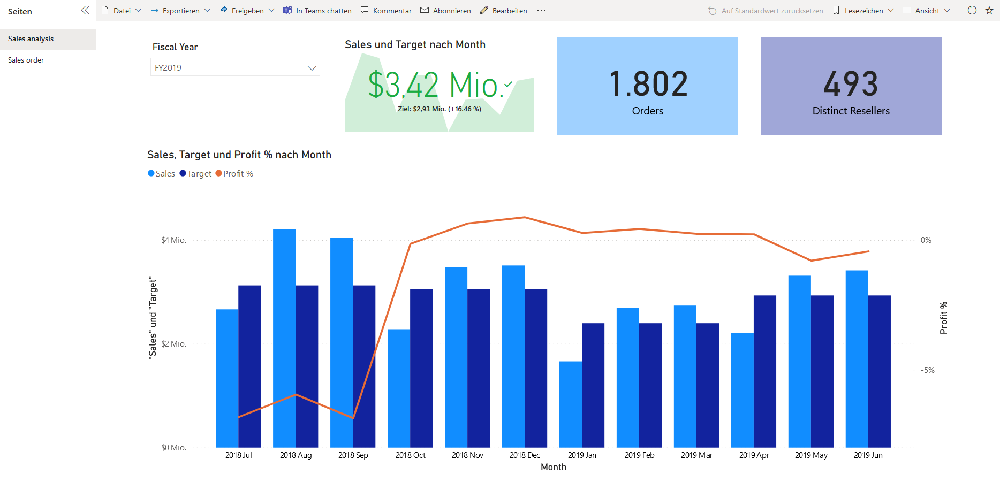 Seiten
Datei
Exportieren
Freigeben
In Teams chatten
Kommentar
Abonnieren
Bearbeiten
···
Auf Standardwert zurücksetzen
Lesezeichen
Ansicht
Sales analysis
Sales order
Fiscal Year
FY2019
Sales und Target nach Month
$3,42 Mio.
Ziel: $2,93 Mio. (+16.46 %)
1.802
Orders
493
Distinct Resellers
Sales, Target und Profit % nach Month
Sales Target Profit %
"Sales" und "Target"
$4 Mio.
$2 Mio.
$0 Mio.
0%
-5%
Profit %
2018 Jul 2018 Aug 2018 Sep 2018 Oct 2018 Nov 2018 Dec 2019 Jan 2019 Feb 2019 Mar 2019 Apr 2019 May 2019 Jun
Month